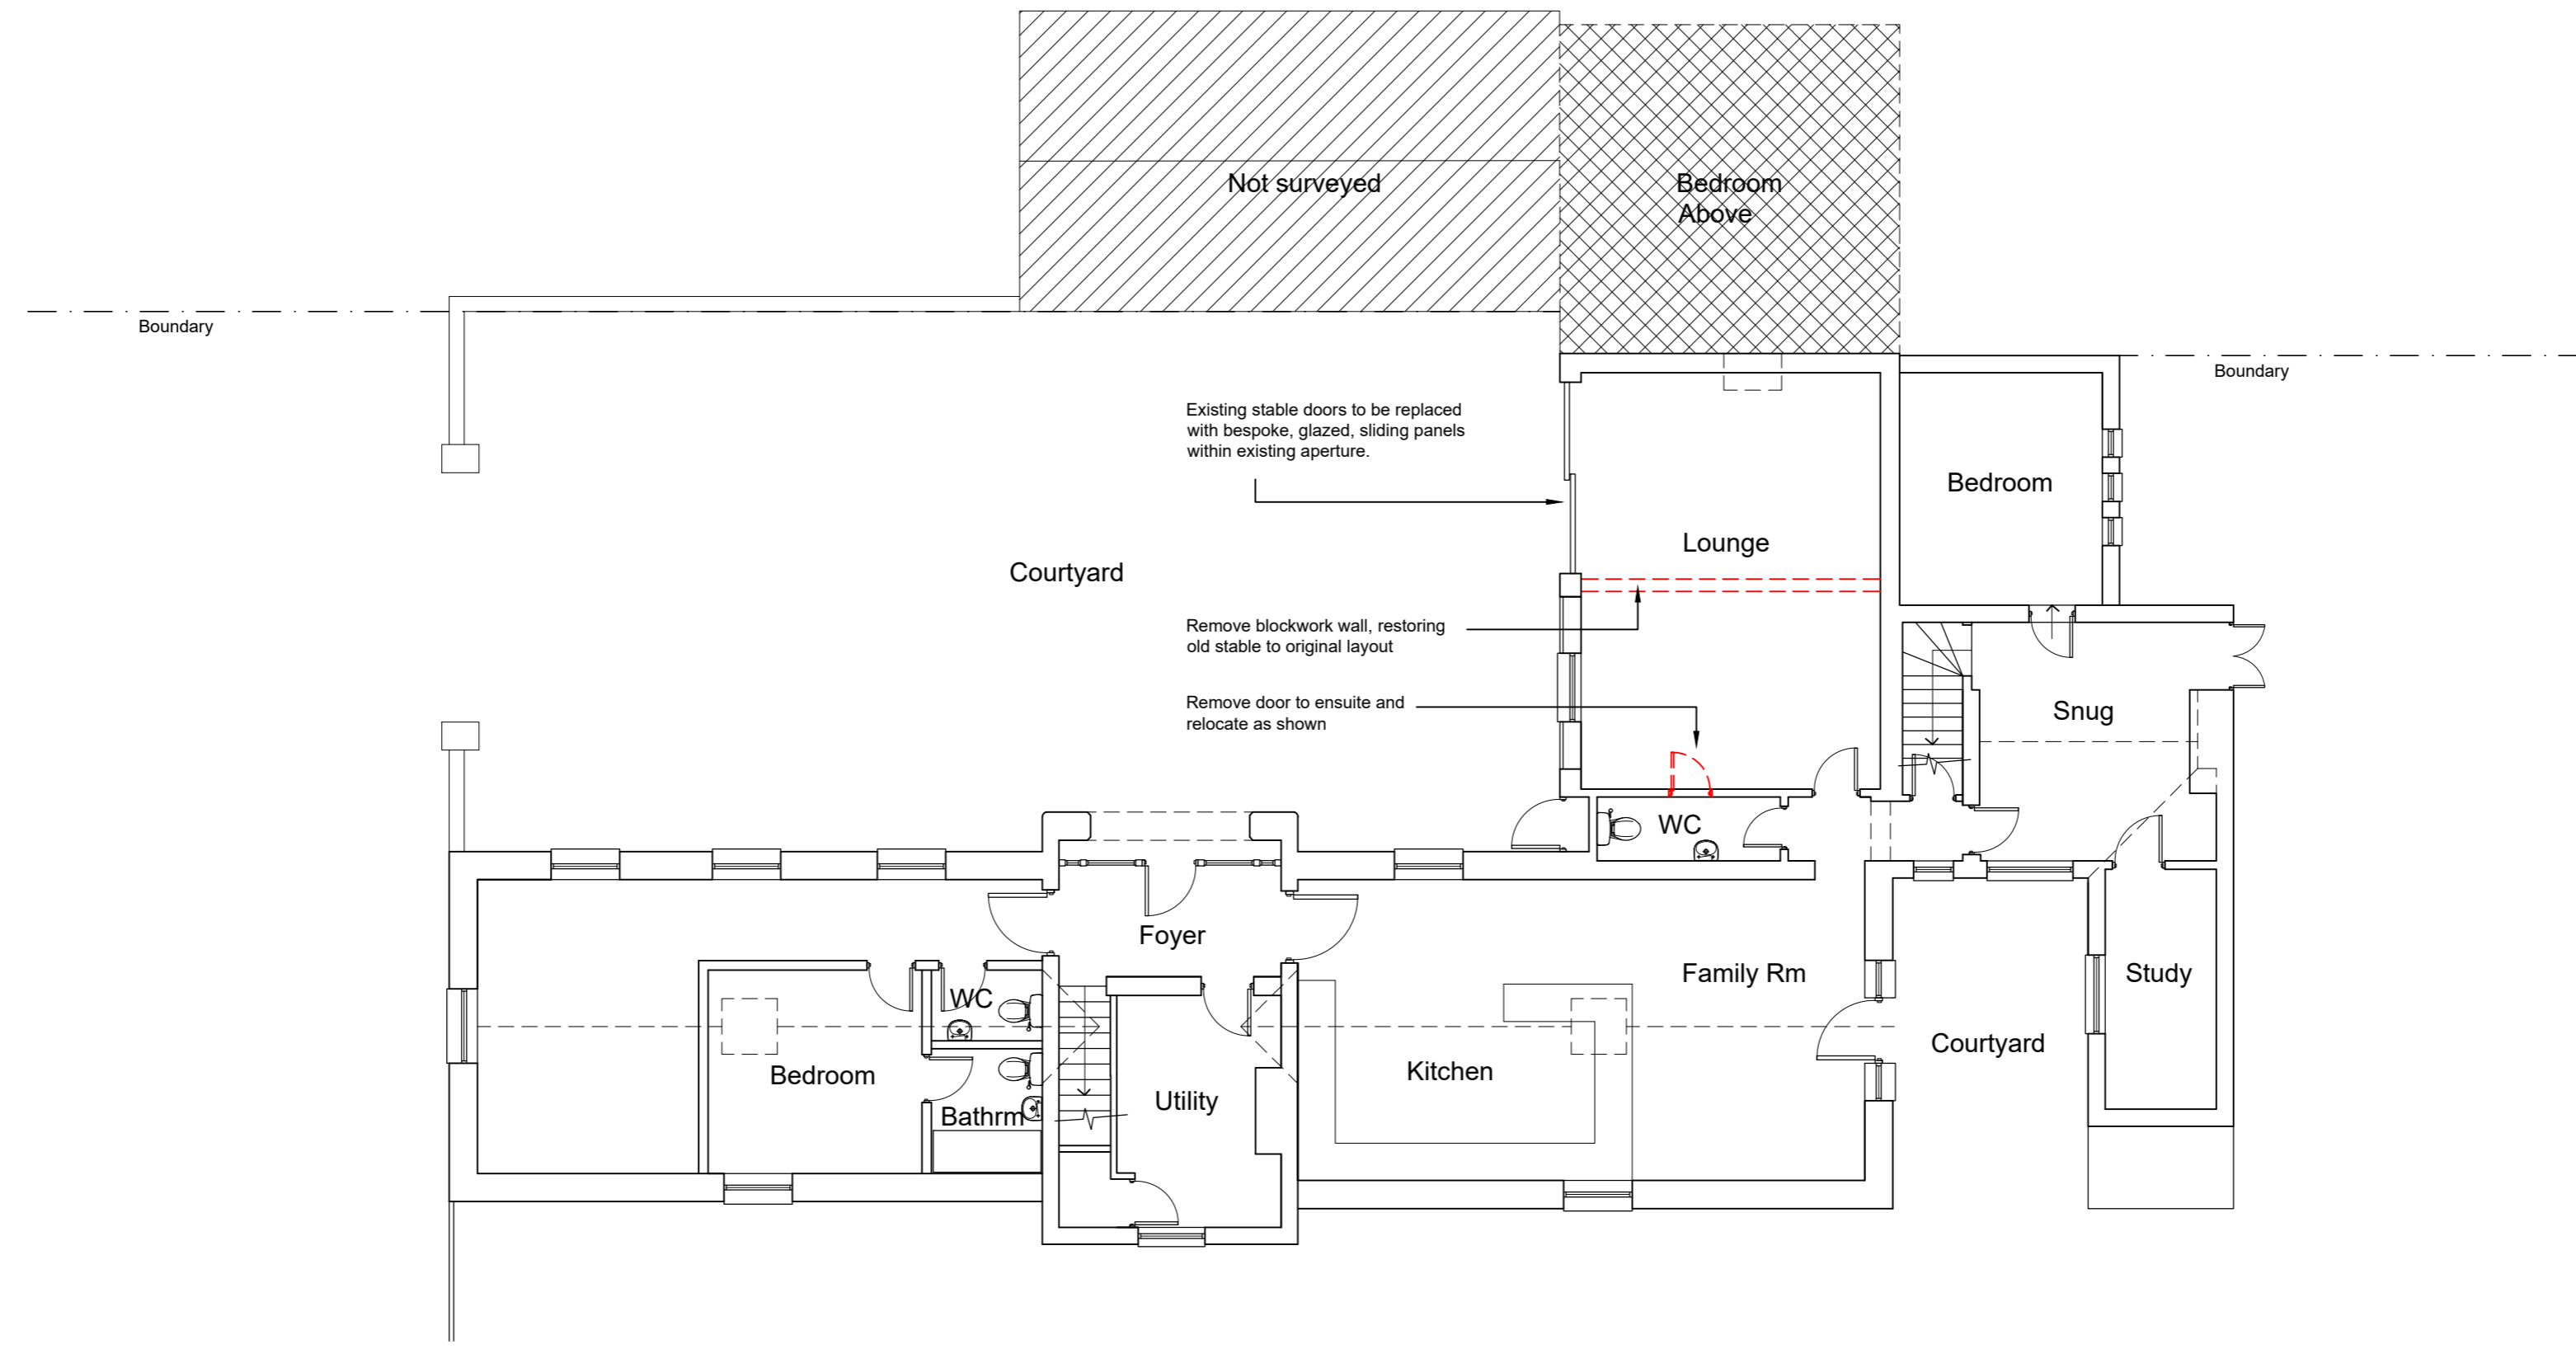 Not surveyed
Bedroom
Above
Boundary
Boundary
Existing stable doors to be replaced
with bespoke, glazed, sliding panels
within existing aperture.
Bedroom
Lounge
Courtyard
Remove blockwork wall, restoring
old stable to original layout
Remove door to ensuite and
relocate as shown
Snug
WC
Foyer
Family Rm
Study
WC
Courtyard
Bedroom
Kitchen
Utility
Bathrm